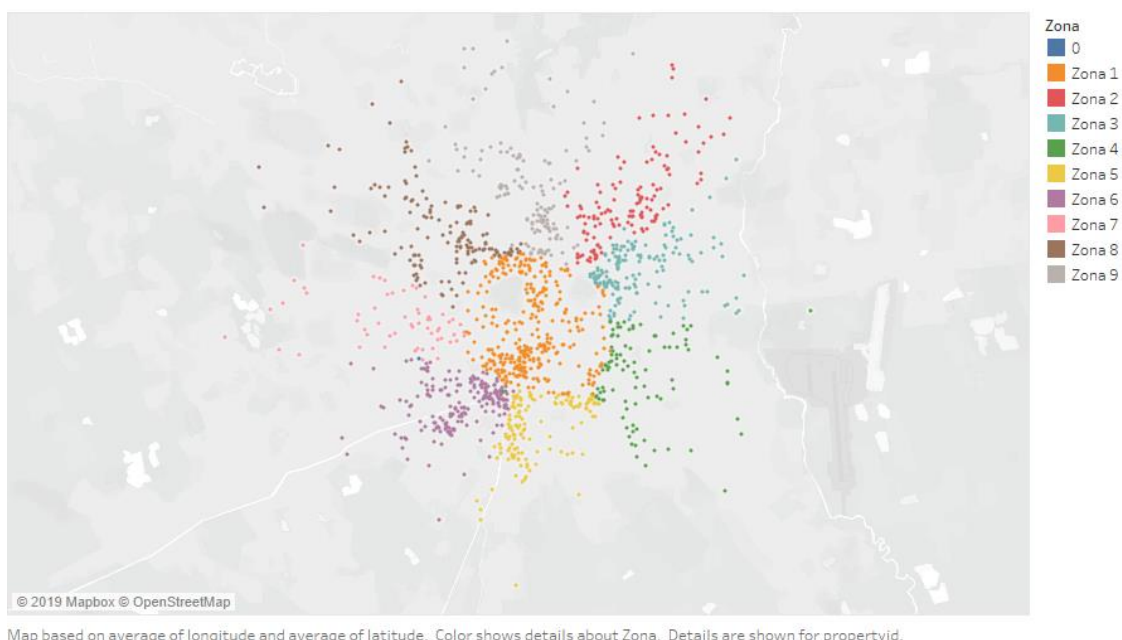 Zona
0
Zona 1
Zona 2
Zona 3
Zona 4
Zona 5
Zona 6
Zona 7
Zona 8
Zona 9
© 2019 Mapbox © OpenStreetMap
Map based on average of longitude and average of latitude. Color shows details about Zona. Details are shown for propertyid.